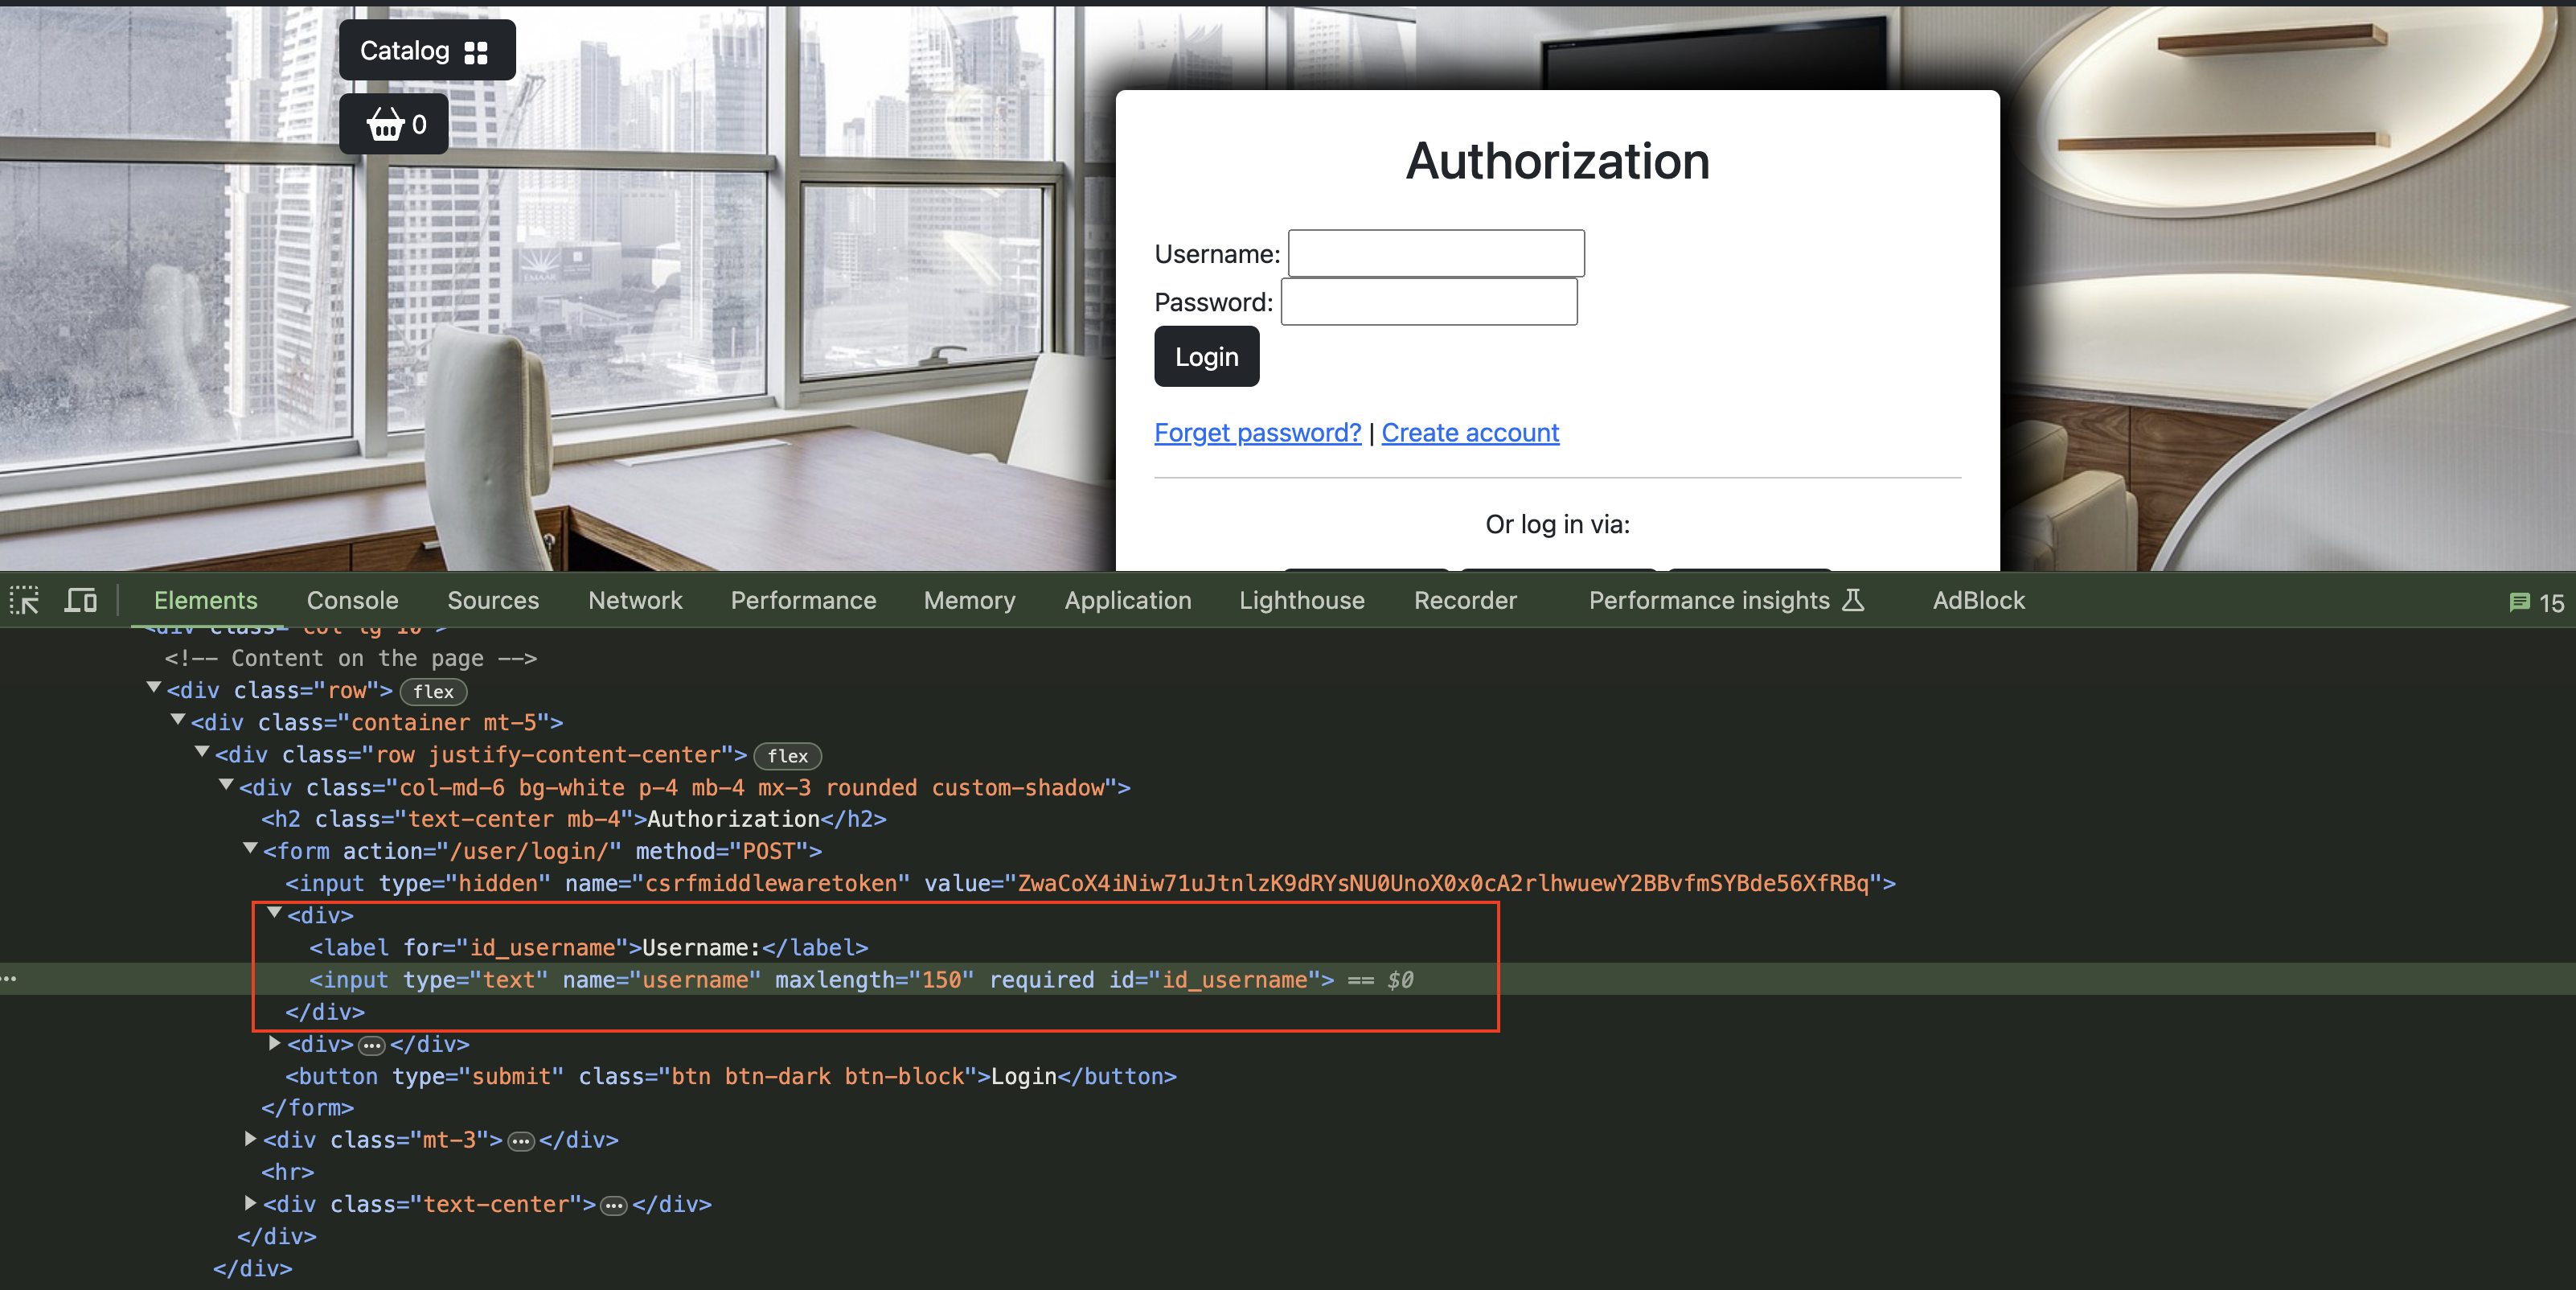 Catalog
0
EMAAR
Authorization
Username:
Password:
Login
Forget password? | Create account
Or log in via:
Elements Console Sources Network Performance Memory Application Lighthouse Recorder Performance insights AdBlock 15
<div class="col-lg-10">
<!-- Content on the page -->
<div class="row"> flex
<div class="container mt-5">
<div class="row justify-content-center"> flex
<div class="col-md-6 bg-white p-4 mb-4 mx-3 rounded custom-shadow">
<h2 class="text-center mb-4">Authorization</h2>
<form action="/user/login/" method="POST">
<input type="hidden" name="csrfmiddlewaretoken" value="ZwaCoX4iNiw71uJtnlzK9dRYsNU0UnoX0x0cA2rlhwuewY2BBvfmSYBde56XfRBq">
<div>
<label for="id_username">Username:</label>
<input type="text" name="username" maxlength="150" required id="id_username"> == $0
</div>
<div>…</div>
<button type="submit" class="btn btn-dark btn-block">Login</button>
</form>
<div class="mt-3">…</div>
<hr>
<div class="text-center">…</div>
</div>
</div>